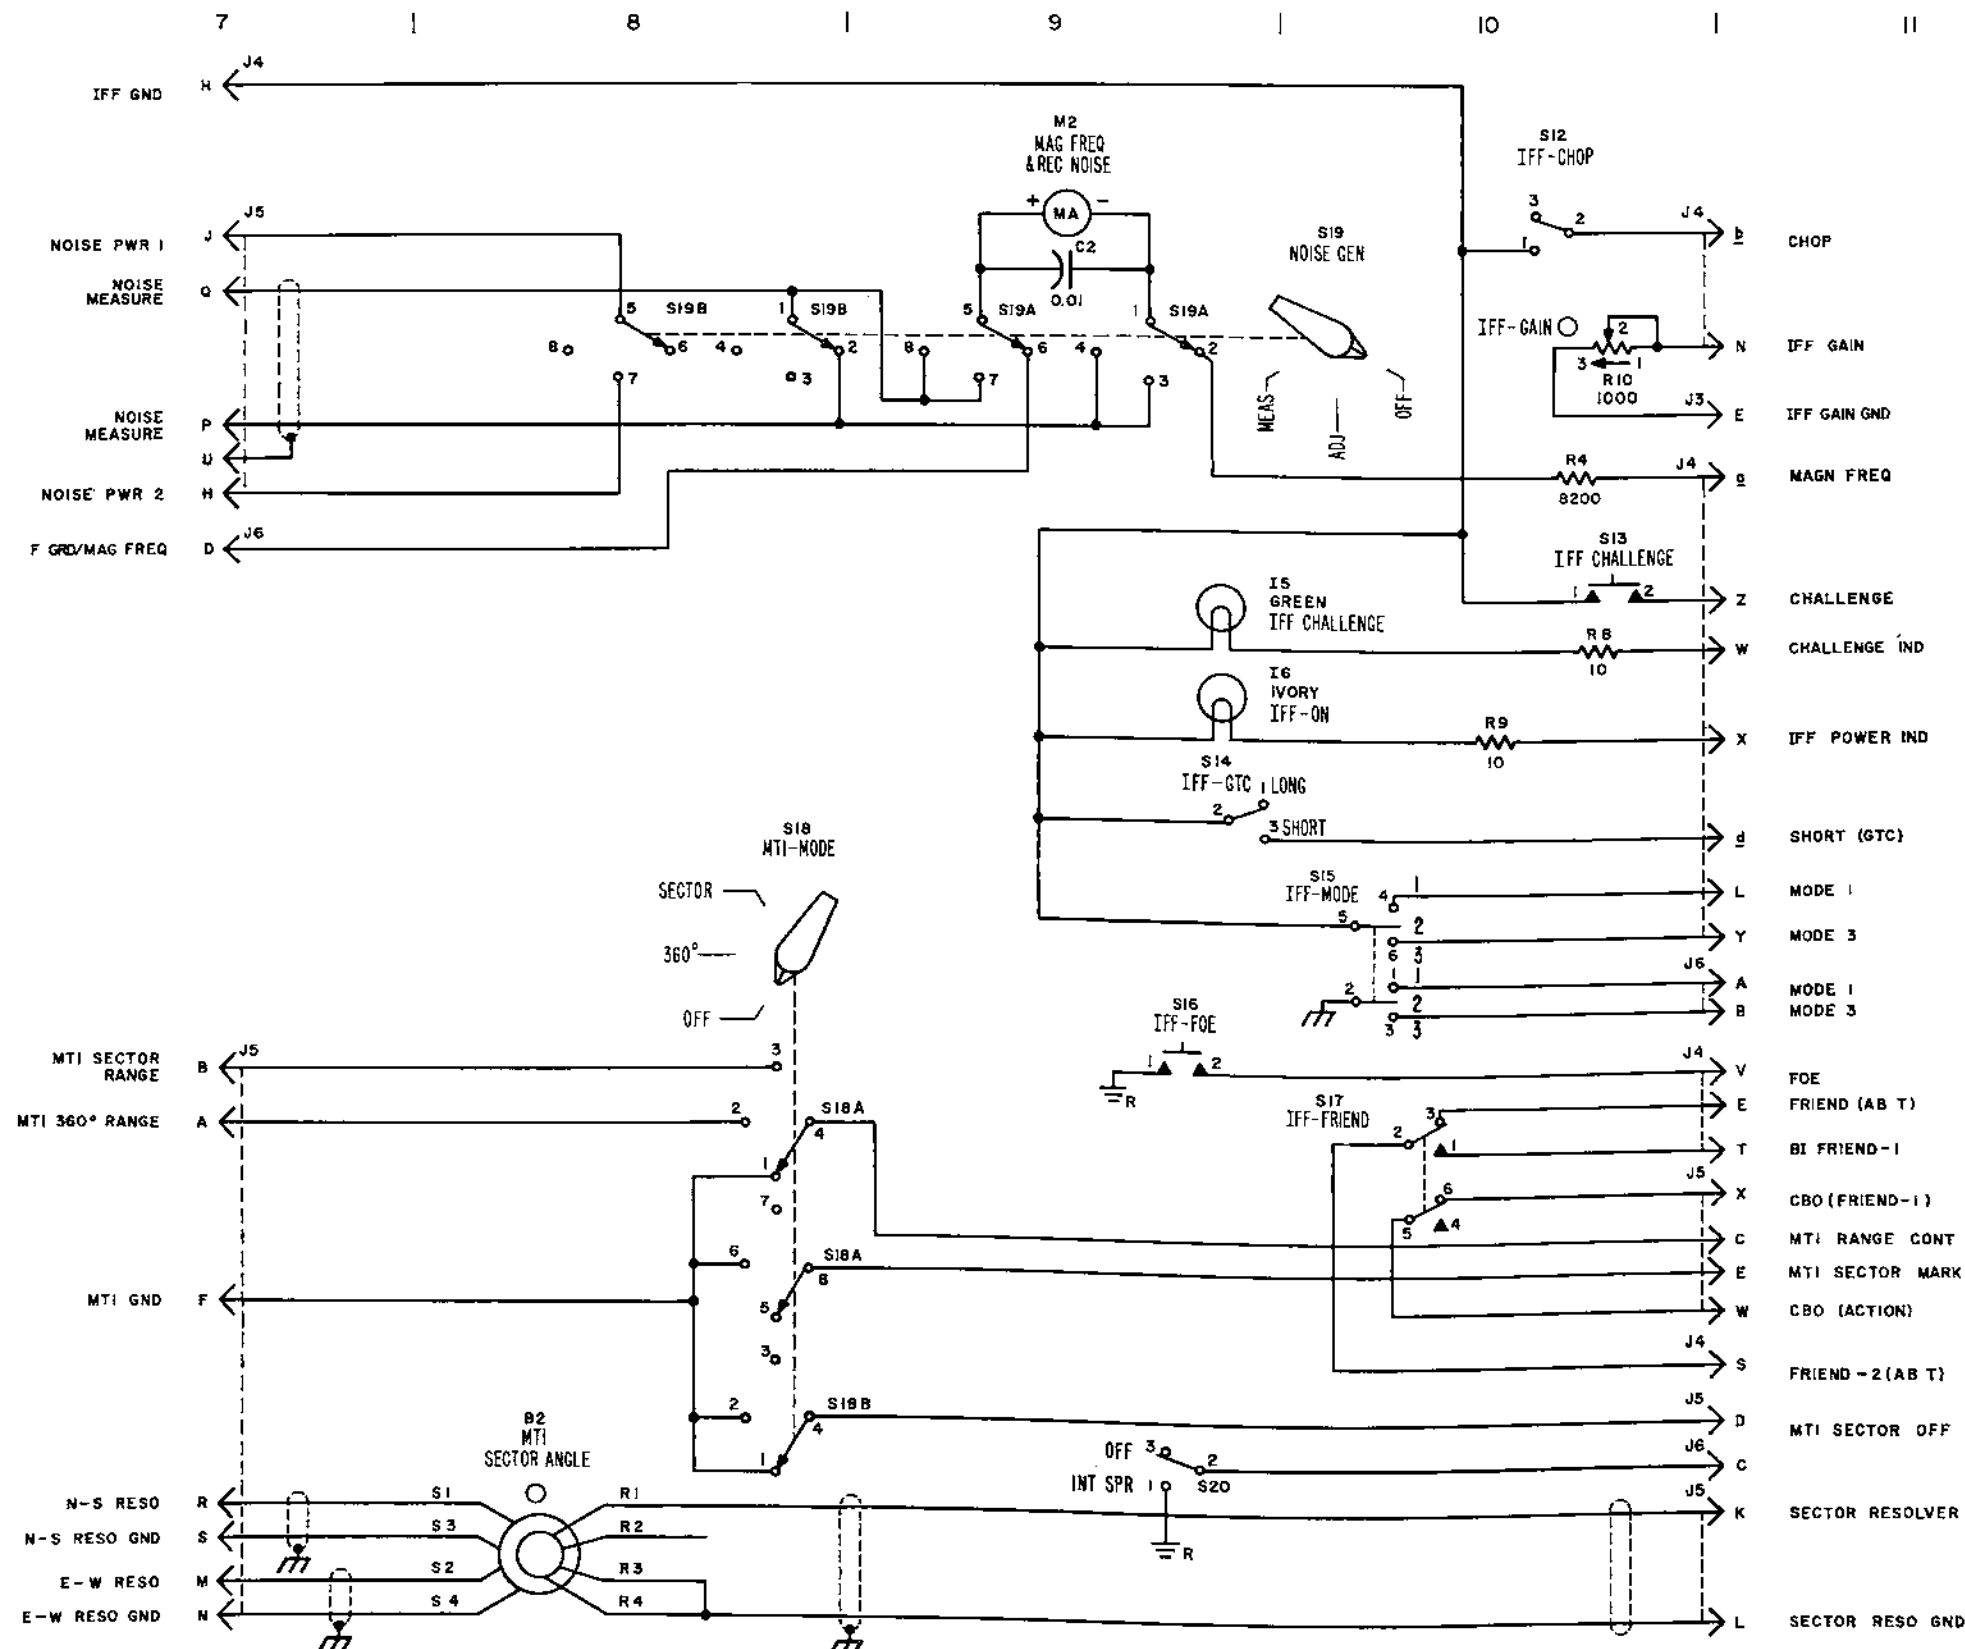 7 | 8 | 9 | 10 | 11
J4
IFF GND H
M2
MAG FREQ
& REC NOISE
+ MA -
C2
0.01
S12
IFF-CHOP
3
2
1
J4
b CHOP
J5
NOISE PWR 1 J
NOISE
MEASURE Q
S19
NOISE GEN
5 S19B
1 S19B
5 S19A
1 S19A
8 6 4 2 8 6 4 2
7 3 7 3
MEAS
ADJ
OFF
IFF-GAIN
2
3 1
R10
1000
N IFF GAIN
J3
E IFF GAIN GND
NOISE
MEASURE P
U
NOISE PWR 2 H
R4
8200
J4
a MAGN FREQ
J6
F GRD/MAG FREQ D
S13
IFF CHALLENGE
1 2
Z CHALLENGE
I5
GREEN
IFF CHALLENGE
R8
10
W CHALLENGE IND
I6
IVORY
IFF-ON
R9
10
X IFF POWER IND
S14
IFF-GTC 1 LONG
2
3 SHORT
d SHORT (GTC)
S18
MTI-MODE
SECTOR
360°
OFF
S15
IFF-MODE
4 1
5 2
6 3
L MODE 1
Y MODE 3
J6
1 1
2 2
3 3
A MODE 1
B MODE 3
S16
IFF-FOE
1 2
R
J4
V FOE
J5
MTI SECTOR
RANGE B
3
MTI 360° RANGE A
2 S18A
4
1
7
S17
IFF-FRIEND
3
2
1
E FRIEND (AB T)
T BI FRIEND-1
J5
6
5 4
X CBO (FRIEND-1)
C MTI RANGE CONT
6 S18A
8
5
E MTI SECTOR MARK
W CBO (ACTION)
MTI GND F
3
J4
S FRIEND-2 (AB T)
2 S18B
4
1
J5
D MTI SECTOR OFF
OFF 3
2
INT SPR 1 S20
R
J6
C
B2
MTI
SECTOR ANGLE
N-S RESO R S1 R1
J5
K SECTOR RESOLVER
N-S RESO GND S S3 R2
E-W RESO M S2 R3
E-W RESO GND N S4 R4
L SECTOR RESO GND